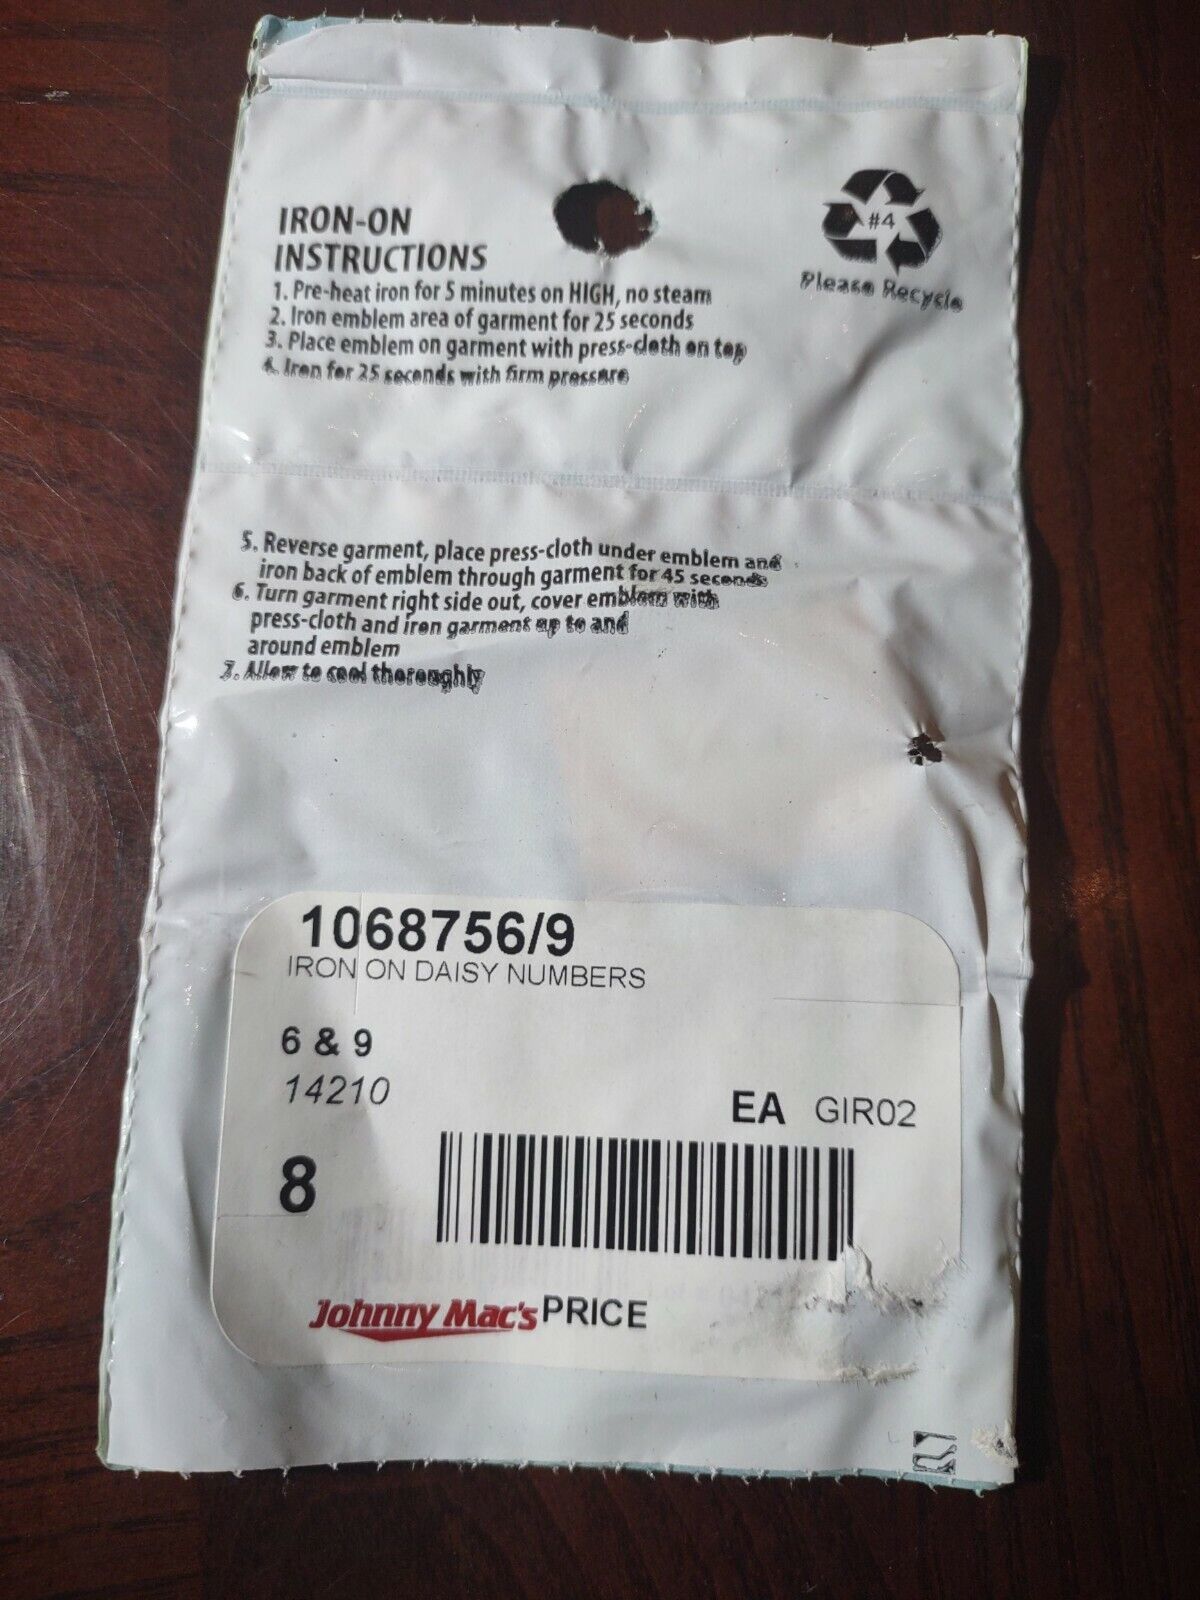 IRON-ON
INSTRUCTIONS
1. Pre-heat iron for 5 minutes on HIGH, no steam
2. Iron emblem area of garment for 25 seconds
3. Place emblem on garment with press-cloth on top
4. Iron for 25 seconds with firm pressure
#4
Please Recycle
5. Reverse garment, place press-cloth under emblem and
iron back of emblem through garment for 45 seconds
6. Turn garment right side out, cover emblem with
press-cloth and iron garment up to and
around emblem
7. Allow to cool thoroughly
1068756/9
IRON ON DAISY NUMBERS
6 & 9
14210
EA GIR02
8
Johnny Mac's PRICE